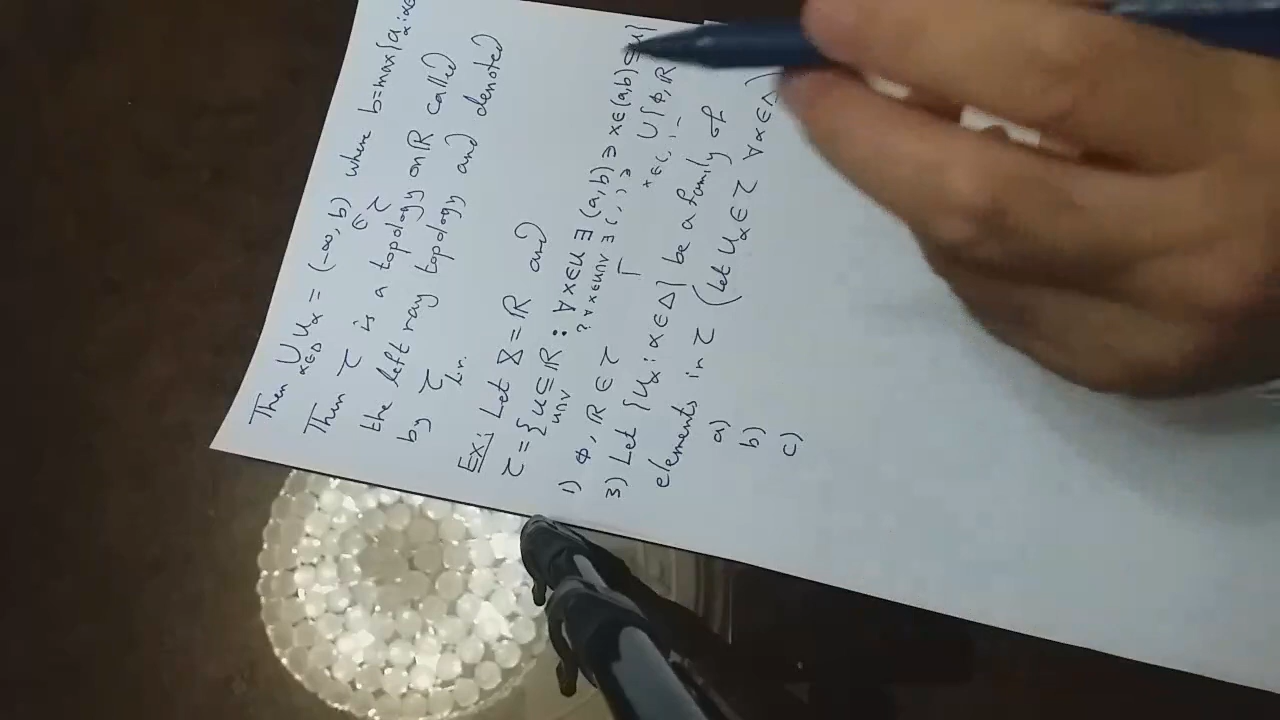 Then ⋃ U_α = (-∞, b) where b=max{a_α:α∈
α∈Δ
∈ τ
Then τ is a topology on ℝ called
the left ray topology and denoted
by τ
Ex: Let X = ℝ and
τ = {U ⊆ ℝ : ∀ x∈U ∃ (a,b) ∋ x∈(a,b) ⊆ U}
U∩V ∀ x∈U∩V ∃ ( , ) ∋
x∈( , ) ∪ {φ, ℝ
1) φ, ℝ ∈ τ
3) Let {U_α : α∈Δ} be a family of
elements in τ (Let U_α ∈ τ ∀ α∈Δ)
a)
b)
c)